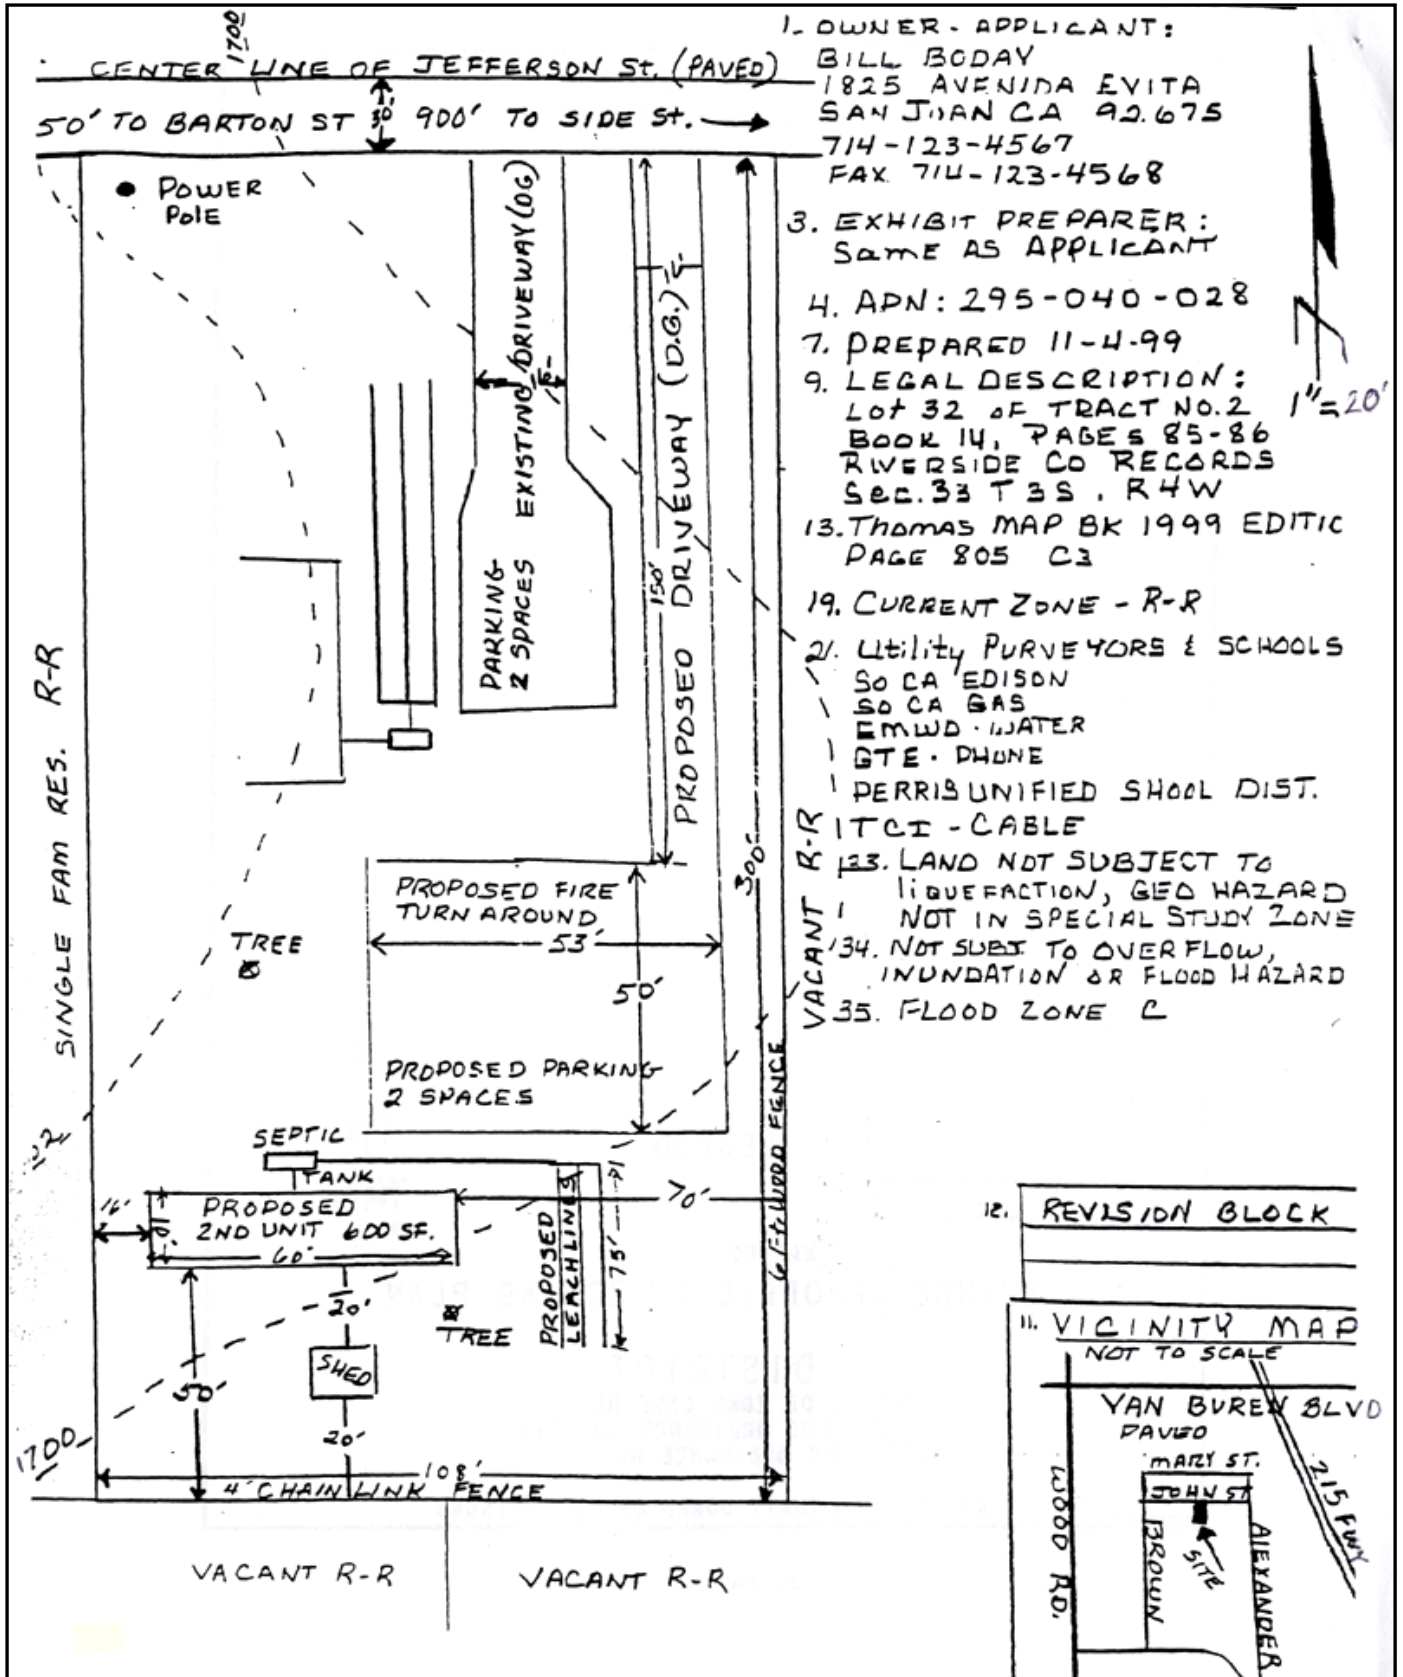 1700
CENTER LINE OF JEFFERSON St. (PAVED)
50' TO BARTON ST 30' 900' TO SIDE St.
POWER
PolE
EXISTING DRIVEWAY (DG)
PARKING
2 SPACES
PROPOSED DRIVEWAY (D.G.)
150'
300'
SINGLE FAM RES. R-R
VACANT R-R
PROPOSED FIRE
TURN AROUND
53'
50'
TREE
PROPOSED PARKING
2 SPACES
6 Ft. WOOD FENCE
SEPTIC
TANK
16'
10'
PROPOSED
2ND UNIT 600 SF.
60'
70'
PROPOSED
LEACHLINES
75'
20'
TREE
SHED
50'
20'
1700
108'
4' CHAIN LINK FENCE
VACANT R-R
VACANT R-R
1. OWNER - APPLICANT:
BILL BODAY
1825 AVENIDA EVITA
SAN JUAN CA 92675
714-123-4567
FAX 714-123-4568
3. EXHIBIT PREPARER:
SamE AS APPLICANT
4. APN: 295-040-028
7. PREPARED 11-4-99
9. LEGAL DESCRIPTION:
Lot 32 OF TRACT NO.2
BOOK 14, PAGES 85-86
RIVERSIDE CO RECORDS
Sec. 33 T3S, R4W
13. Thomas MAP BK 1999 EDITIC
PAGE 805 C3
19. CURRENT ZONE - R-R
21. Utility PURVEYORS & SCHOOLS
SO CA EDISON
SO CA GAS
EMWD - WATER
GTE - PHONE
PERRIS UNIFIED SHOOL DIST.
TCI - CABLE
33. LAND NOT SUBJECT TO
liQUEFACTION, GEO HAZARD
NOT IN SPECIAL STUDY ZONE
34. NOT SUBJ. TO OVERFLOW,
INUNDATION OR FLOOD HAZARD
35. FLOOD ZONE C
N
1"=20'
12. REVISION BLOCK
11. VICINITY MAP
NOT TO SCALE
VAN BUREN BLVD
PAVED
MARY ST.
JOHN ST
WOOD RD.
BROWN
SITE
AlEXANDER
215 FWY